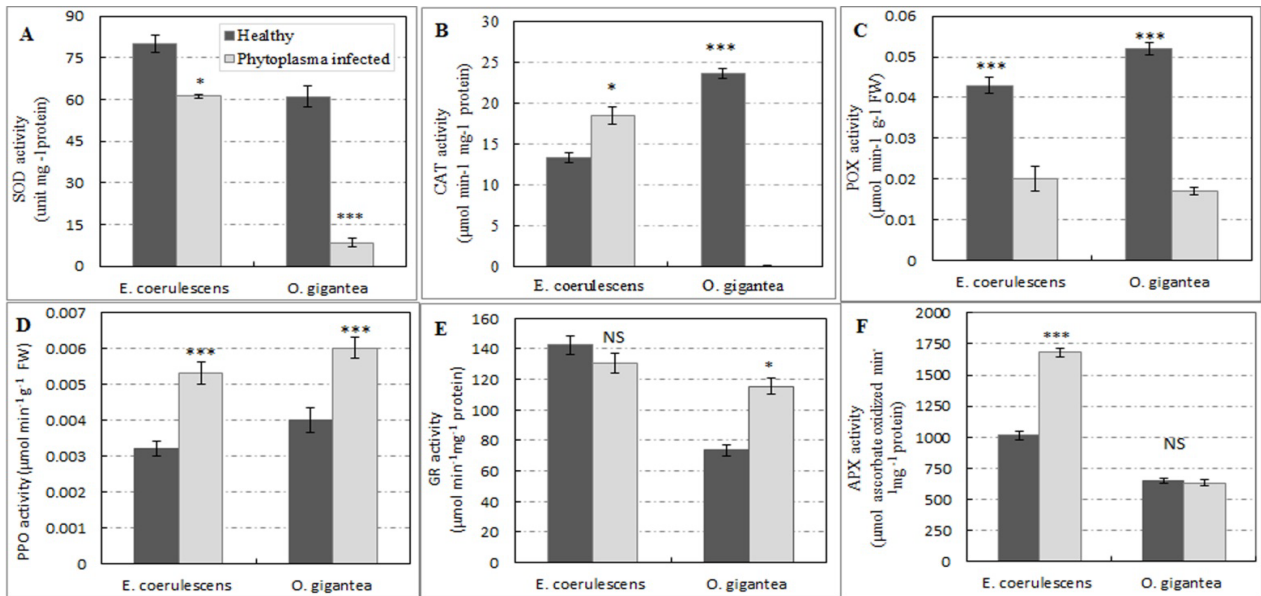 A
SOD activity
(unit mg -1protein)
90
75
60
45
30
15
0
Healthy
Phytoplasma infected
*
***
E. coerulescens
O. gigantea
B
CAT activity
(µmol min-1 mg-1 protein)
30
25
20
15
10
5
0
*
***
E. coerulescens
O. gigantea
C
POX activity
(µmol min-1 g-1 FW)
0.06
0.05
0.04
0.03
0.02
0.01
0
***
***
E. coerulescens
O. gigantea
D
PPO activity (µmol min-1 g-1 FW)
0.007
0.006
0.005
0.004
0.003
0.002
0.001
0
***
***
E. coerulescens
O. gigantea
E
GR activity
(µmol min-1mg-1 protein)
160
140
120
100
80
60
40
20
0
NS
*
E. coerulescens
O. gigantea
F
APX activity
(µmol ascorbate oxidized min-
1mg -1 protein)
2000
1750
1500
1250
1000
750
500
250
0
***
NS
E. coerulescens
O. gigantea